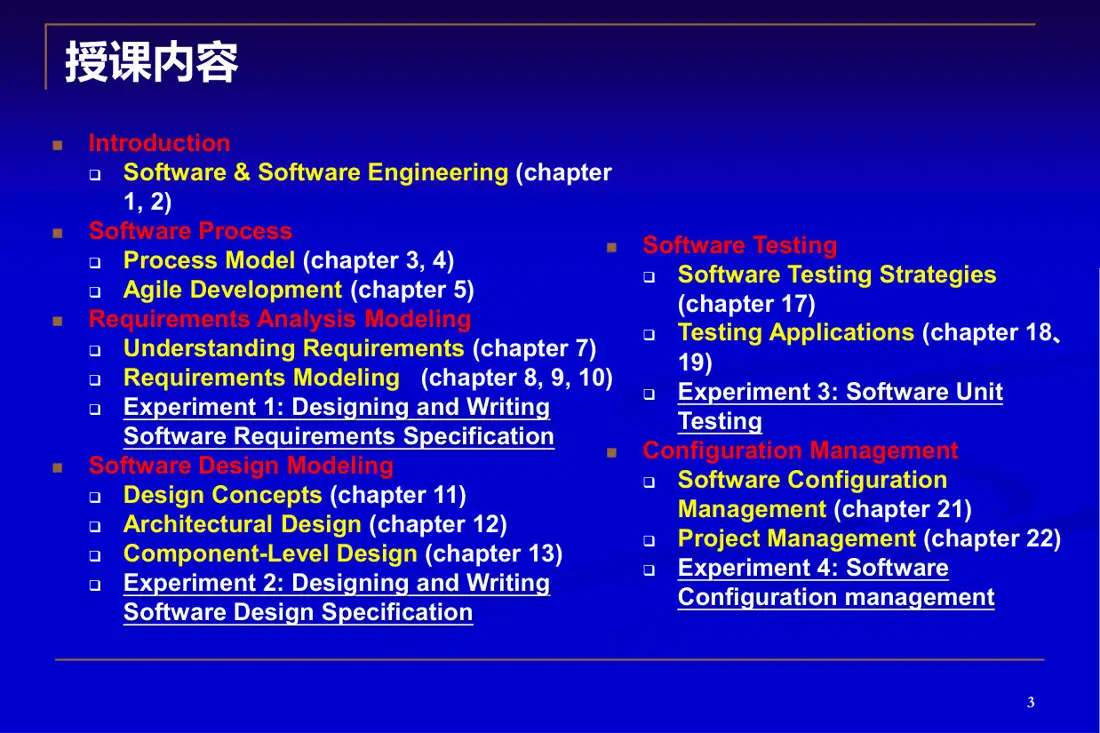 授课内容
Introduction
Software & Software Engineering (chapter
1, 2)
Software Process
Process Model (chapter 3, 4)
Agile Development (chapter 5)
Requirements Analysis Modeling
Understanding Requirements (chapter 7)
Requirements Modeling (chapter 8, 9, 10)
Experiment 1: Designing and Writing
Software Requirements Specification
Software Design Modeling
Design Concepts (chapter 11)
Architectural Design (chapter 12)
Component-Level Design (chapter 13)
Experiment 2: Designing and Writing
Software Design Specification
Software Testing
Software Testing Strategies
(chapter 17)
Testing Applications (chapter 18、
19)
Experiment 3: Software Unit
Testing
Configuration Management
Software Configuration
Management (chapter 21)
Project Management (chapter 22)
Experiment 4: Software
Configuration management
3